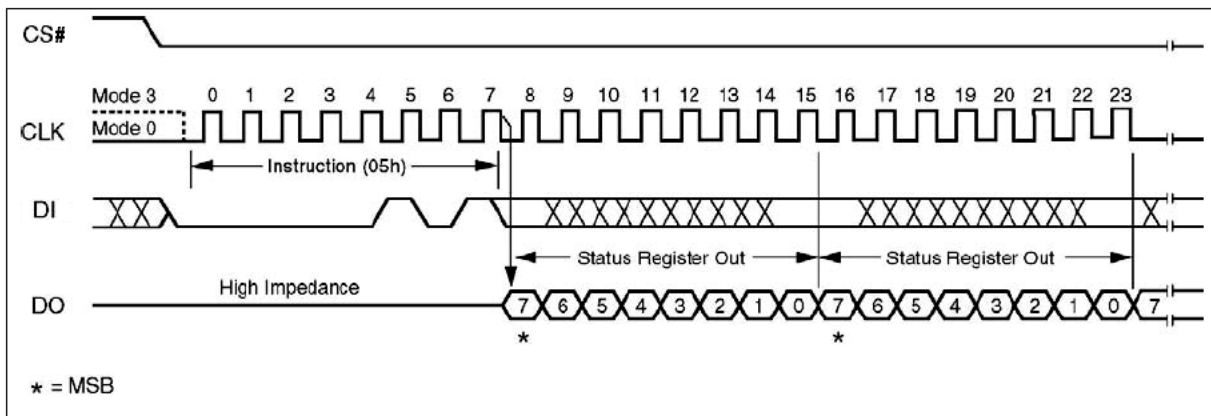 CS#
Mode 3 0 1 2 3 4 5 6 7 8 9 10 11 12 13 14 15 16 17 18 19 20 21 22 23
CLK Mode 0
Instruction (05h)
DI
Status Register Out Status Register Out
High Impedance
DO 7 6 5 4 3 2 1 0 7 6 5 4 3 2 1 0 7
* *
* = MSB